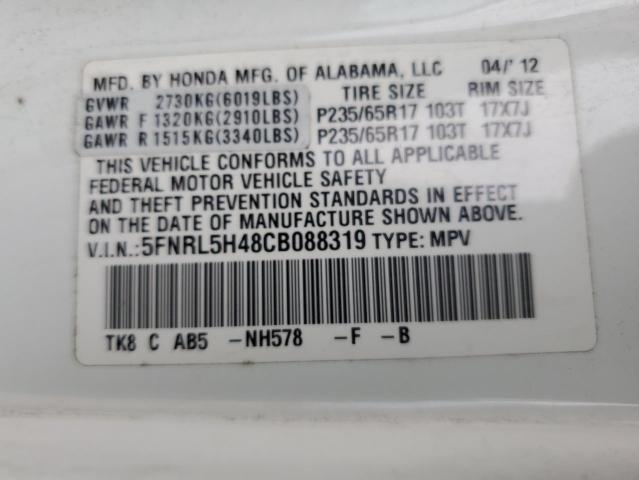 MFD. BY HONDA MFG. OF ALABAMA, LLC 04/'12
GVWR 2730KG(6019LBS) TIRE SIZE RIM SIZE
GAWR F 1320KG(2910LBS) P235/65R17 103T 17X7J
GAWR R 1515KG(3340LBS) P235/65R17 103T 17X7J
THIS VEHICLE CONFORMS TO ALL APPLICABLE
FEDERAL MOTOR VEHICLE SAFETY
AND THEFT PREVENTION STANDARDS IN EFFECT
ON THE DATE OF MANUFACTURE SHOWN ABOVE.
V.I.N.:5FNRL5H48CB088319 TYPE: MPV
TK8 C AB5 -NH578 -F -B